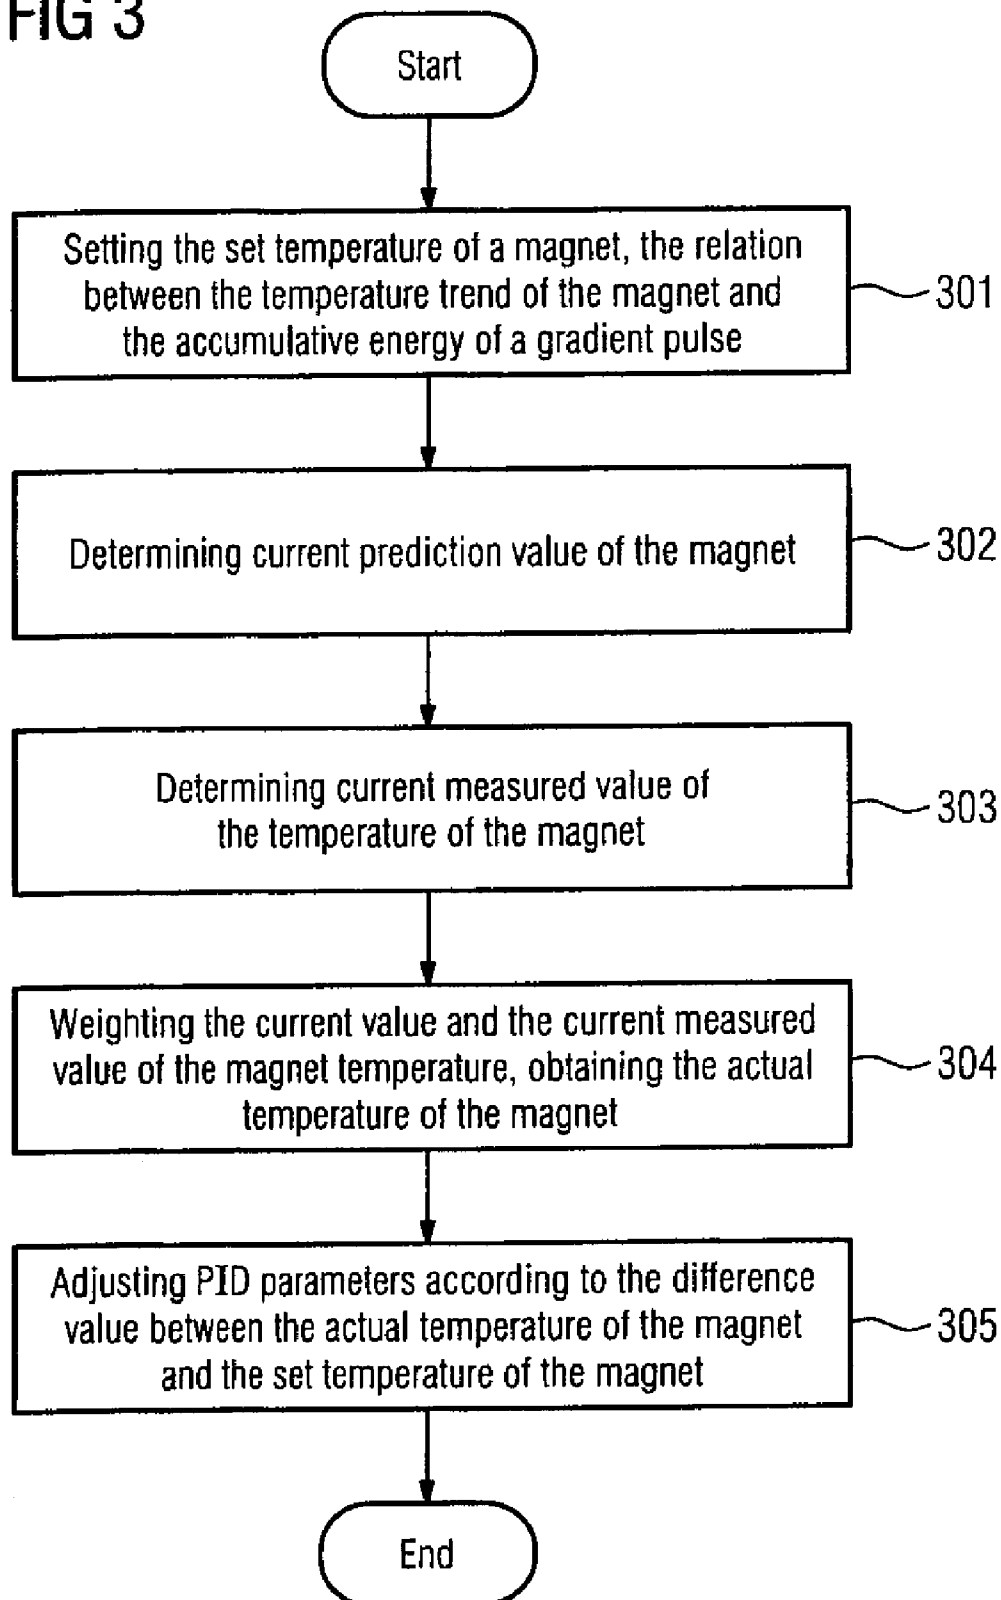 FIG 3
Start
Setting the set temperature of a magnet, the relation
between the temperature trend of the magnet and
the accumulative energy of a gradient pulse
301
Determining current prediction value of the magnet
302
Determining current measured value of
the temperature of the magnet
303
Weighting the current value and the current measured
value of the magnet temperature, obtaining the actual
temperature of the magnet
304
Adjusting PID parameters according to the difference
value between the actual temperature of the magnet
and the set temperature of the magnet
305
End